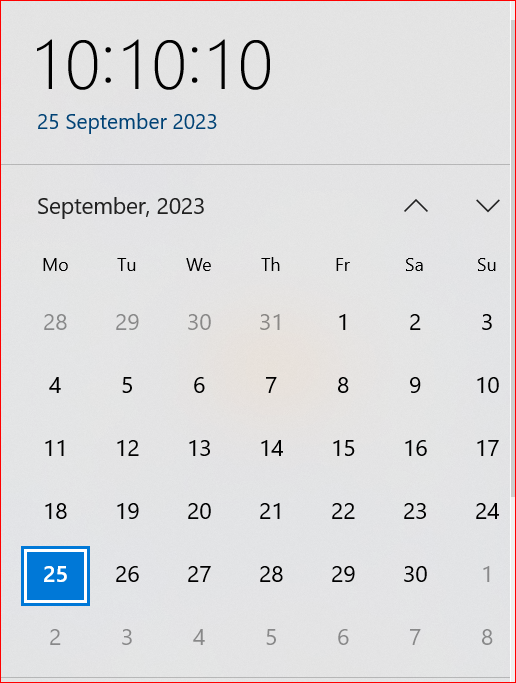 10:10:10
25 September 2023
September, 2023
Mo Tu We Th Fr Sa Su
28 29 30 31 1 2 3
4 5 6 7 8 9 10
11 12 13 14 15 16 17
18 19 20 21 22 23 24
25 26 27 28 29 30 1
2 3 4 5 6 7 8